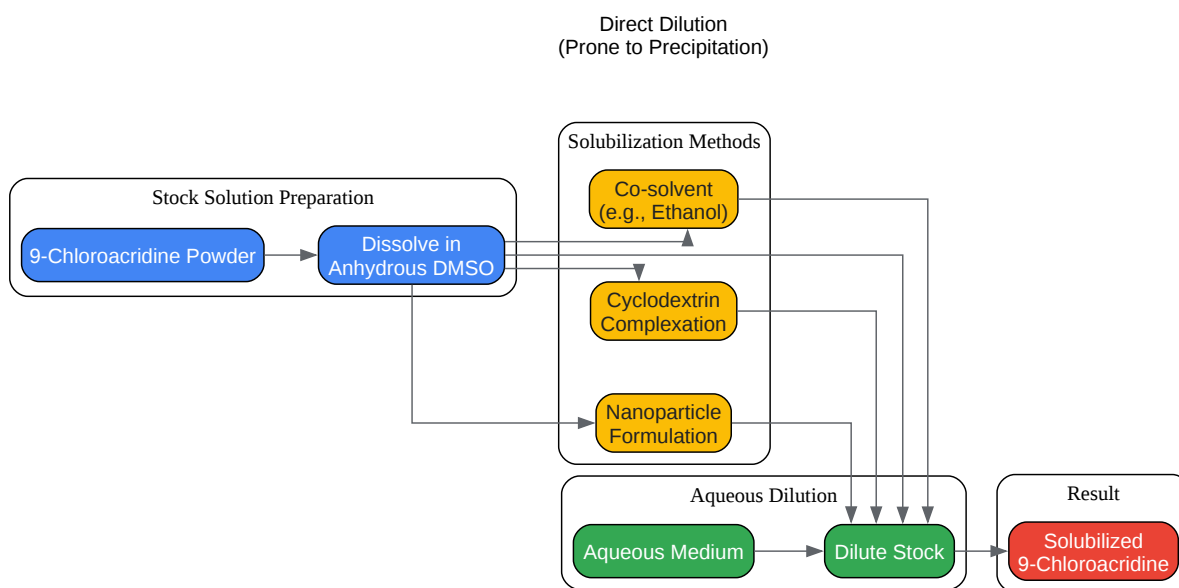 Direct Dilution
(Prone to Precipitation)
Stock Solution Preparation
9-Chloroacridine Powder
Dissolve in
Anhydrous DMSO
Solubilization Methods
Co-solvent
(e.g., Ethanol)
Cyclodextrin
Complexation
Nanoparticle
Formulation
Aqueous Dilution
Aqueous Medium
Dilute Stock
Result
Solubilized
9-Chloroacridine